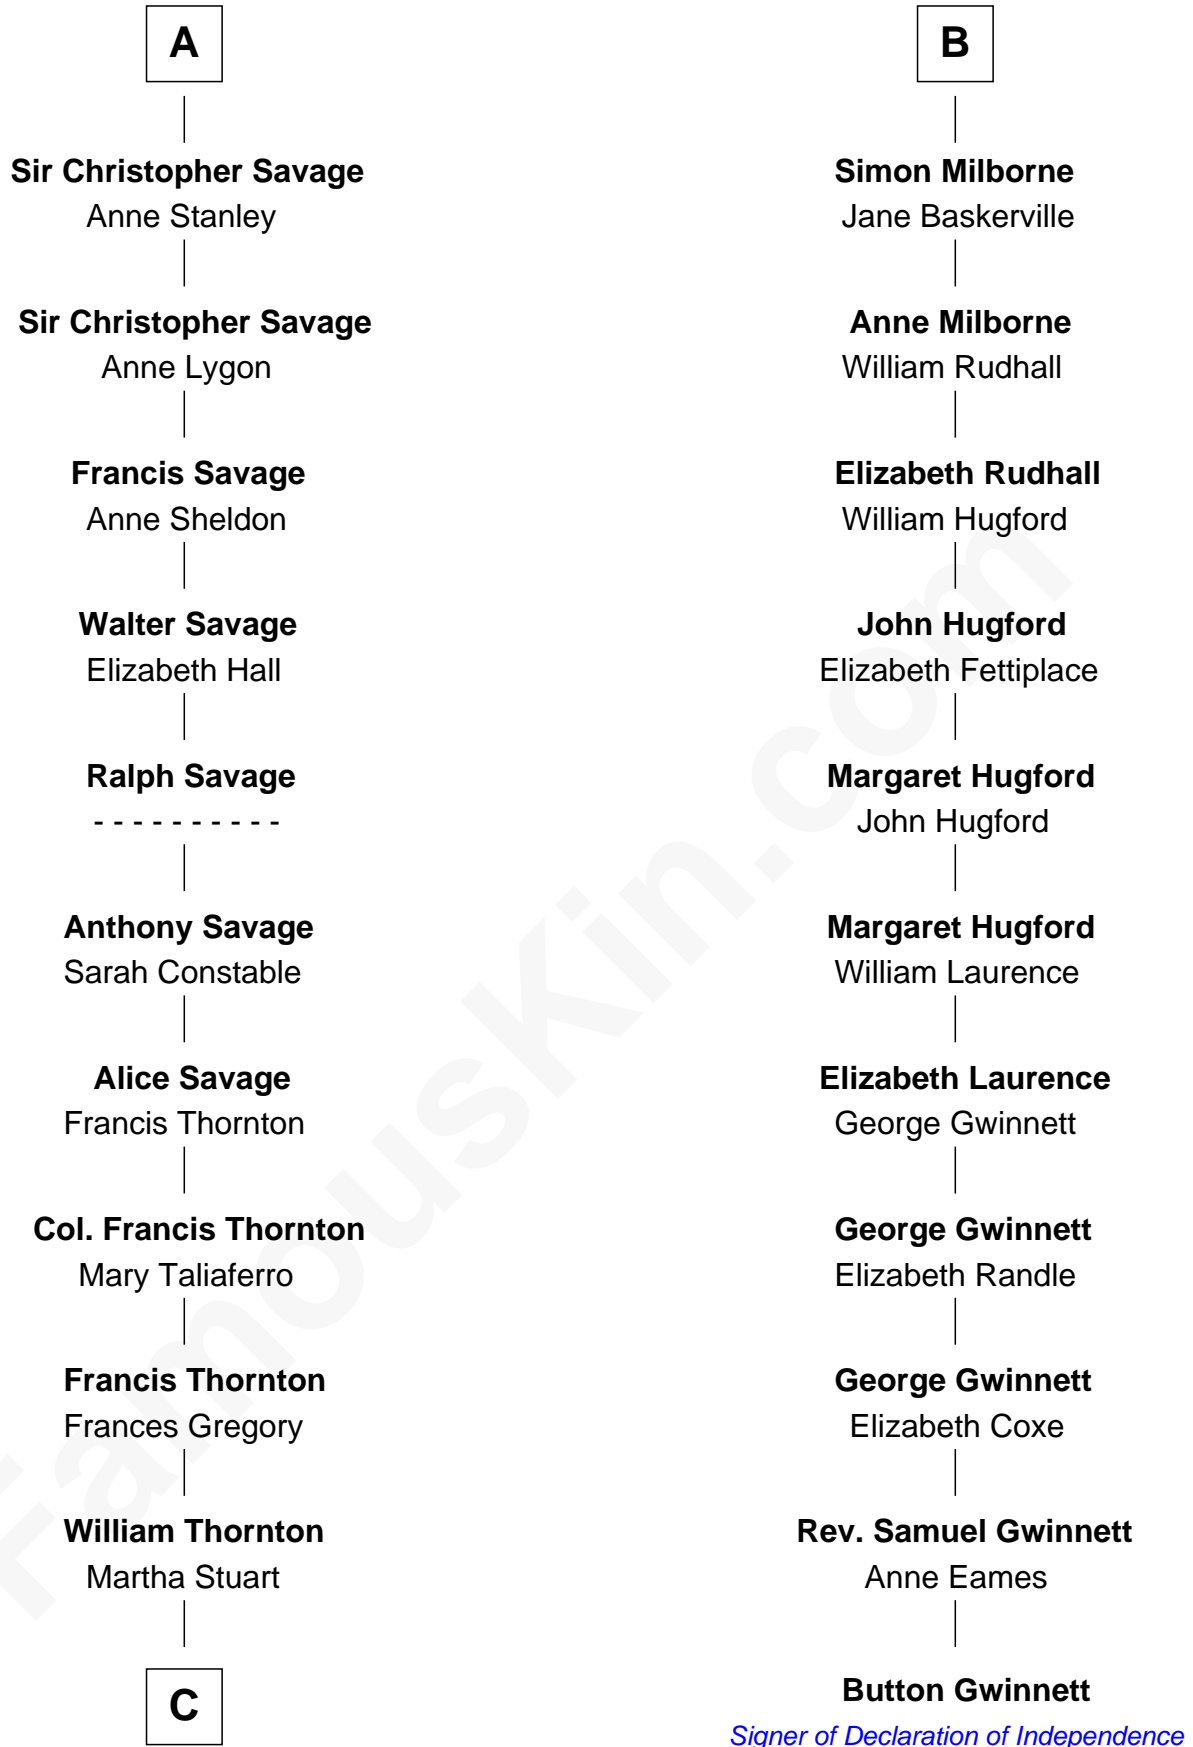 A
Sir Christopher Savage
Anne Stanley
Sir Christopher Savage
Anne Lygon
Francis Savage
Anne Sheldon
Walter Savage
Elizabeth Hall
Ralph Savage
- - - - - - - - - -
Anthony Savage
Sarah Constable
Alice Savage
Francis Thornton
Col. Francis Thornton
Mary Taliaferro
Francis Thornton
Frances Gregory
William Thornton
Martha Stuart
C
B
Simon Milborne
Jane Baskerville
Anne Milborne
William Rudhall
Elizabeth Rudhall
William Hugford
John Hugford
Elizabeth Fettiplace
Margaret Hugford
John Hugford
Margaret Hugford
William Laurence
Elizabeth Laurence
George Gwinnett
George Gwinnett
Elizabeth Randle
George Gwinnett
Elizabeth Coxe
Rev. Samuel Gwinnett
Anne Eames
Button Gwinnett
Signer of Declaration of Independence
FamousKin.com